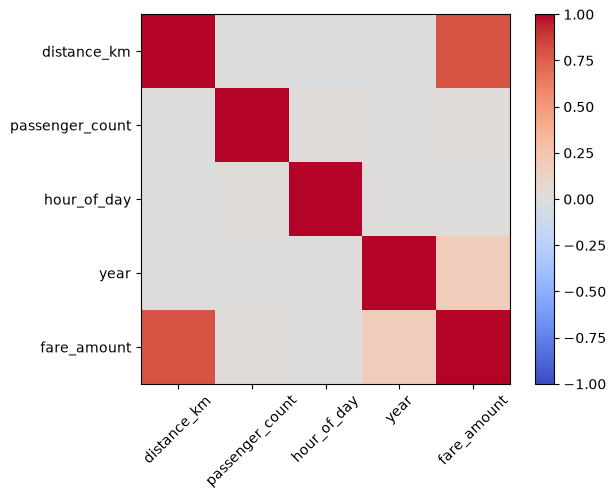 distance_km
passenger_count
hour_of_day
year
fare_amount
distance_km
passenger_count
hour_of_day
year
fare_amount
1.00
0.75
0.50
0.25
0.00
−0.25
−0.50
−0.75
−1.00